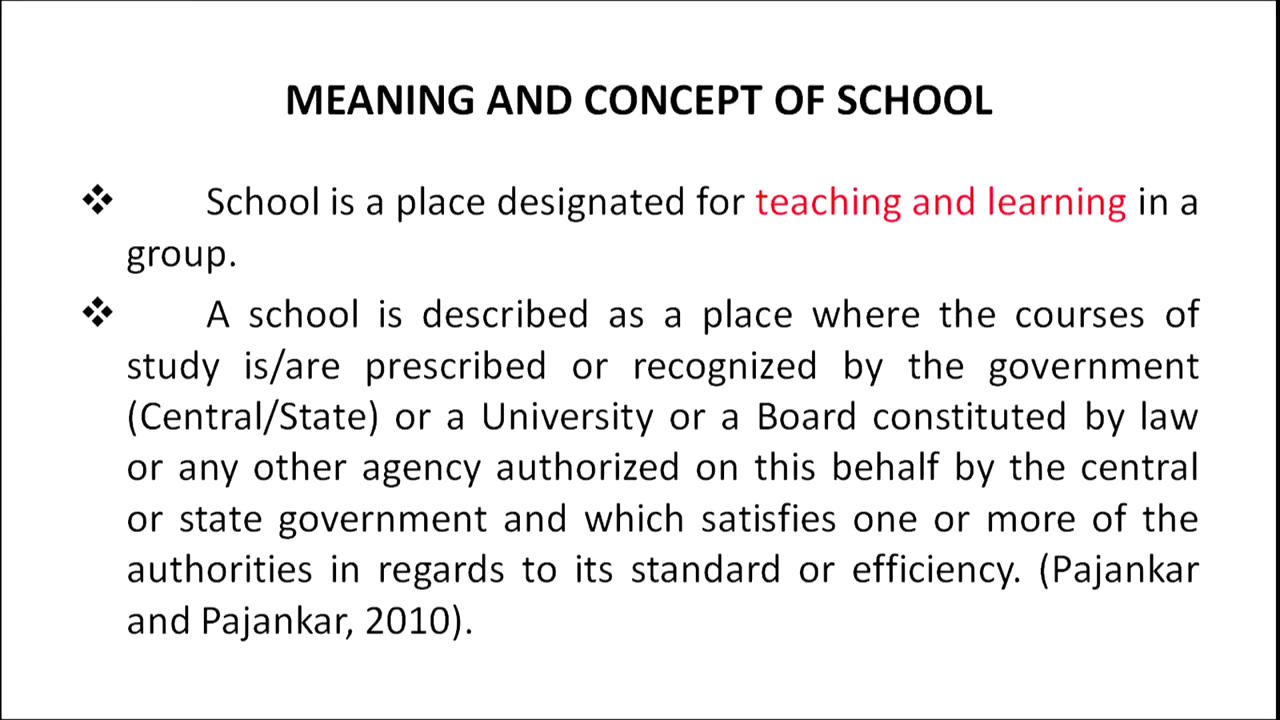 MEANING AND CONCEPT OF SCHOOL
❖ School is a place designated for teaching and learning in a
group.
❖ A school is described as a place where the courses of
study is/are prescribed or recognized by the government
(Central/State) or a University or a Board constituted by law
or any other agency authorized on this behalf by the central
or state government and which satisfies one or more of the
authorities in regards to its standard or efficiency. (Pajankar
and Pajankar, 2010).